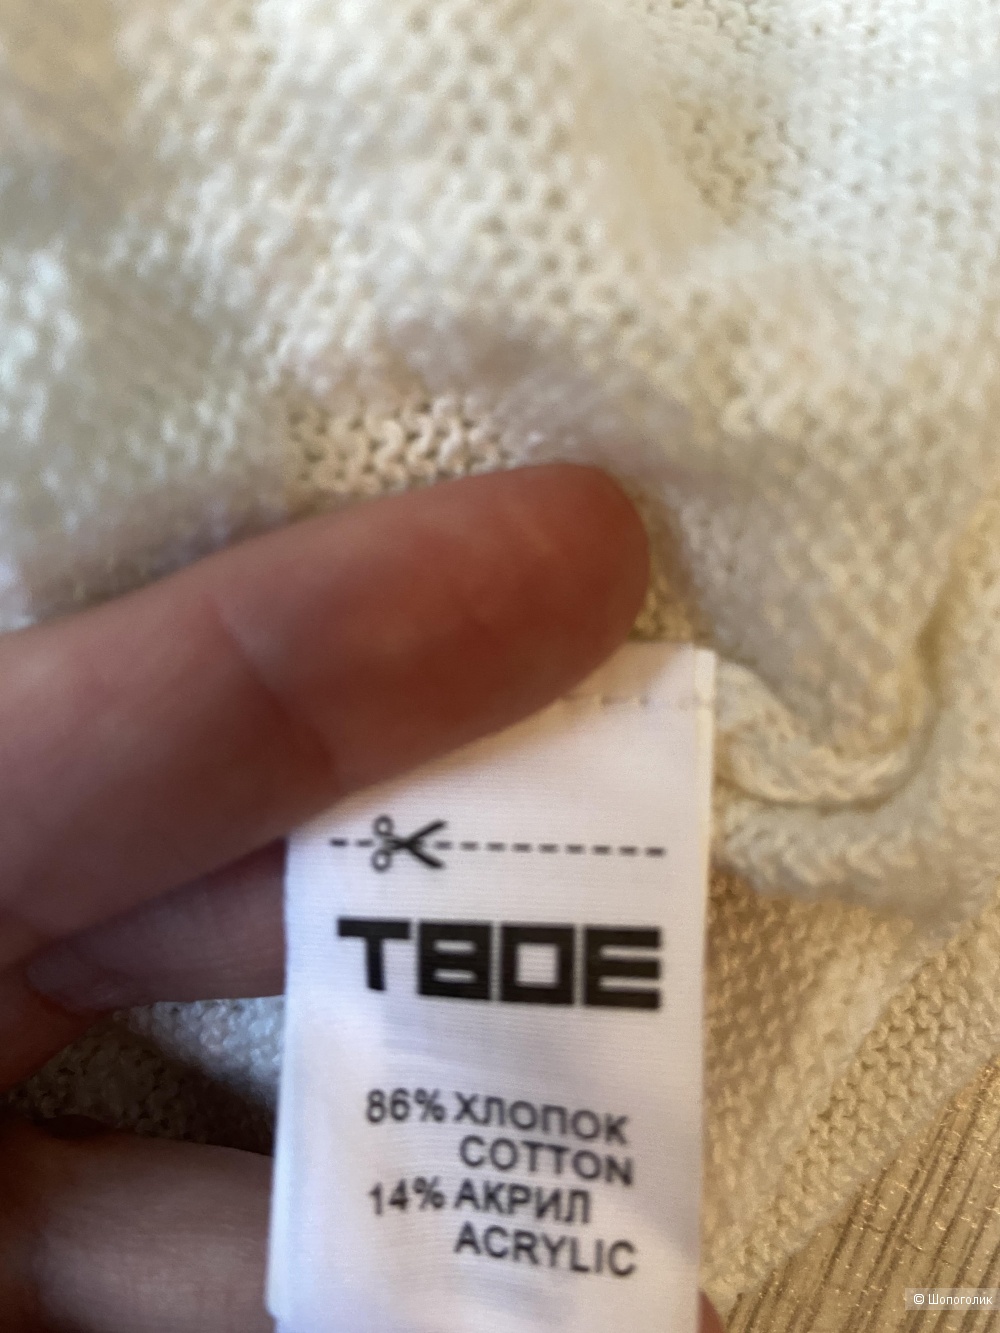 ТВОЕ
86% ХЛОПОК
COTTON
14% АКРИЛ
ACRYLIC
© Шопоголик